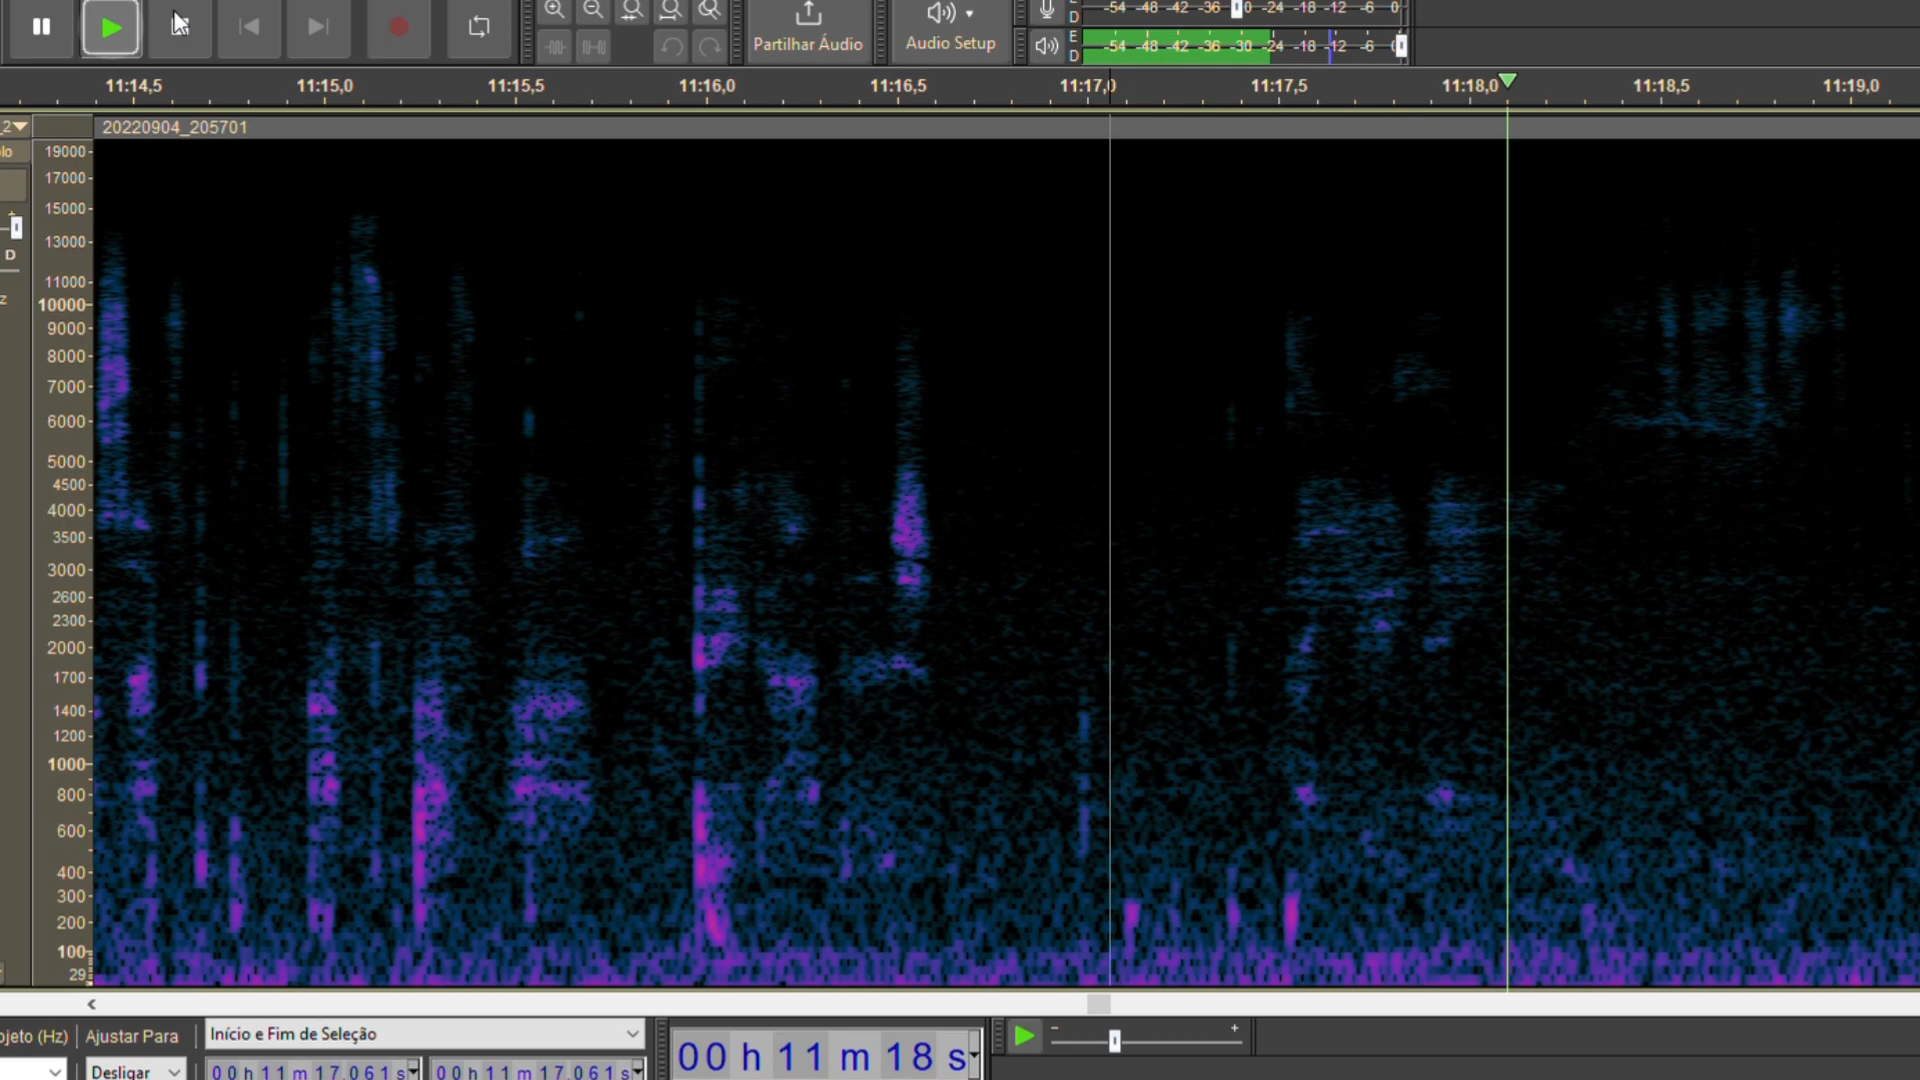 Partilhar Áudio
Audio Setup
D
-54 -48 -42 -36 -30 -24 -18 -12 -6 0
E
D
-54 -48 -42 -36 -30 -24 -18 -12 -6 0
11:14,5 11:15,0 11:15,5 11:16,0 11:16,5 11:17,0 11:17,5 11:18,0 11:18,5 11:19,0
_2
20220904_205701
lo
D
z
19000
17000
15000
13000
11000
10000
9000
8000
7000
6000
5000
4500
4000
3500
3000
2600
2300
2000
1700
1400
1200
1000
800
600
400
300
200
100
29
ojeto (Hz)
Ajustar Para
Início e Fim de Seleção
Desligar
00 h 11 m 17.061 s
00 h 11 m 17.061 s
00 h 11 m 18 s
- +